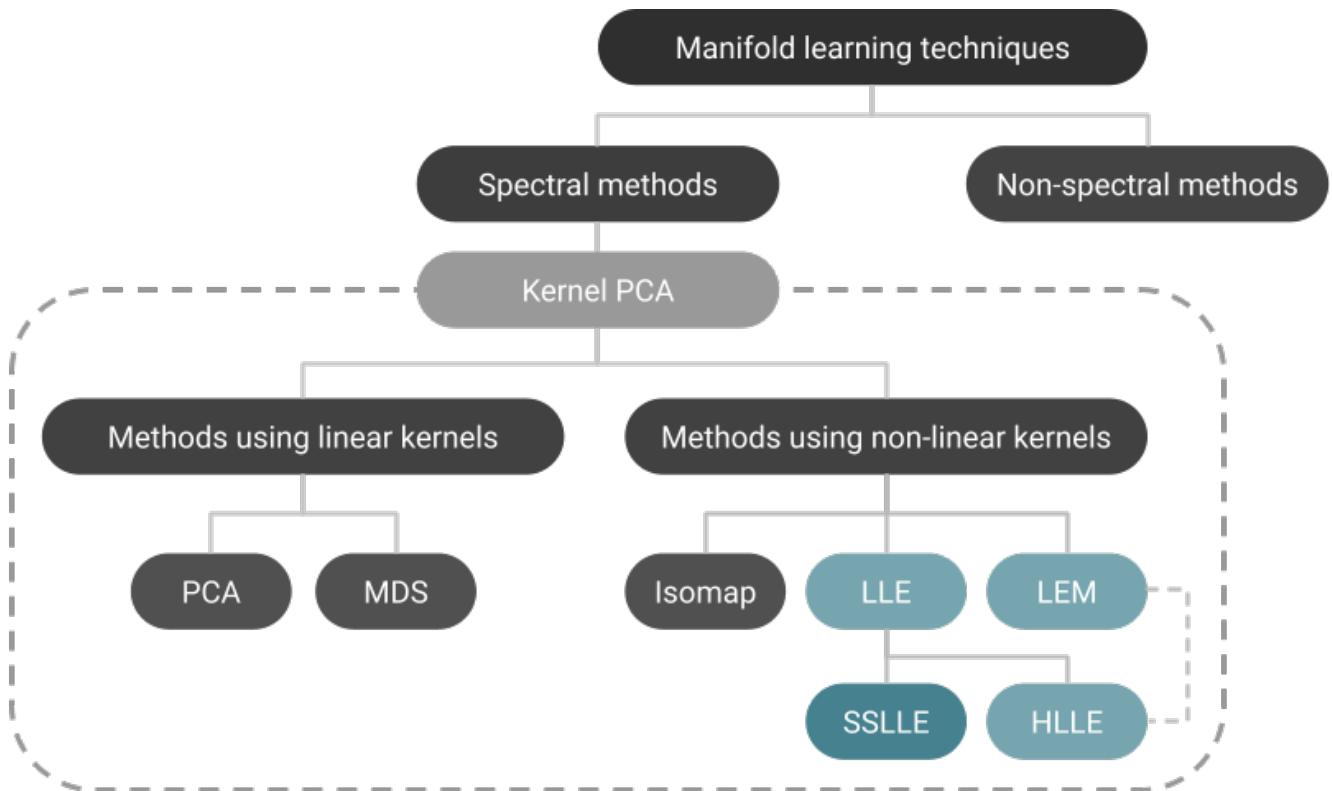 Manifold learning techniques
Spectral methods
Non-spectral methods
Kernel PCA
Methods using linear kernels
Methods using non-linear kernels
PCA
MDS
Isomap
LLE
LEM
SSLLE
HLLE